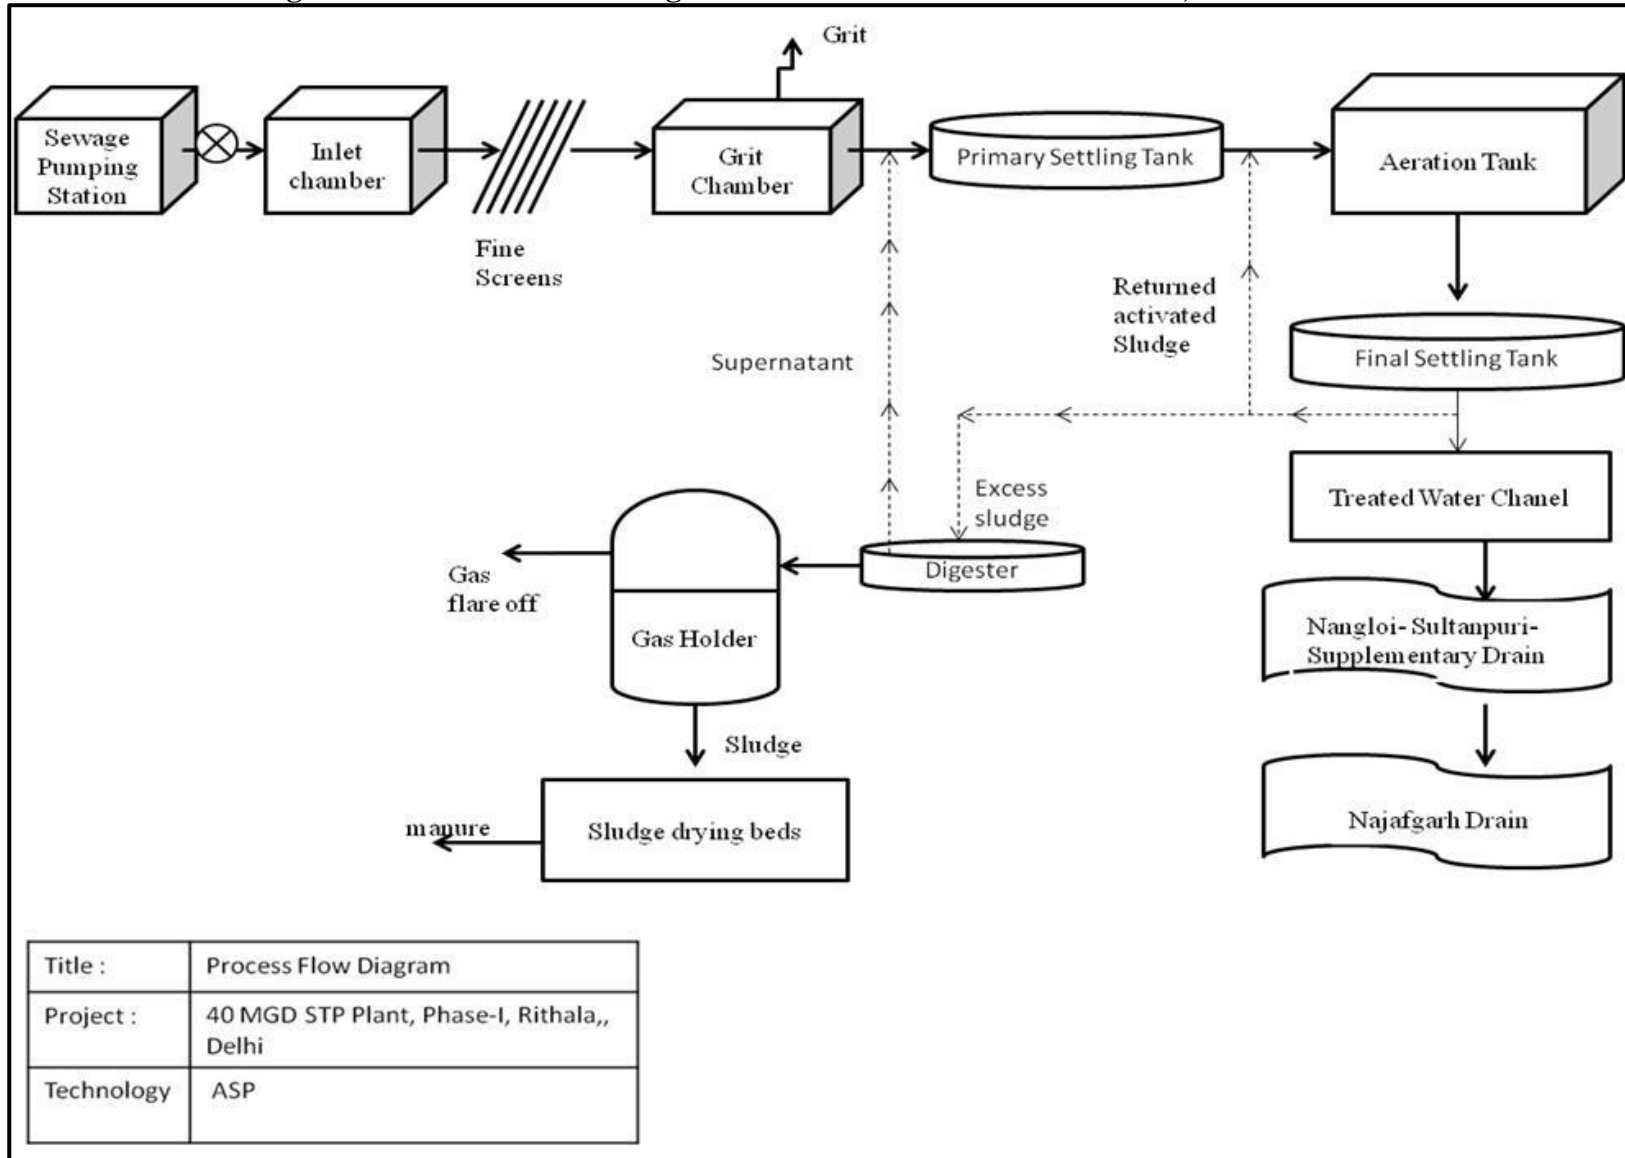 Grit
Sewage
Pumping
Station
Inlet
chamber
Grit
Chamber
Primary Settling Tank
Aeration Tank
Fine
Screens
Returned
activated
Sludge
Final Settling Tank
Supernatant
Excess
sludge
Treated Water Chanel
Digester
Gas
flare off
Gas Holder
Nangloi- Sultanpuri-
Supplementary Drain
Sludge
manure
Sludge drying beds
Najafgarh Drain
Title :
Process Flow Diagram
Project :
40 MGD STP Plant, Phase-I, Rithala,,
Delhi
Technology
ASP